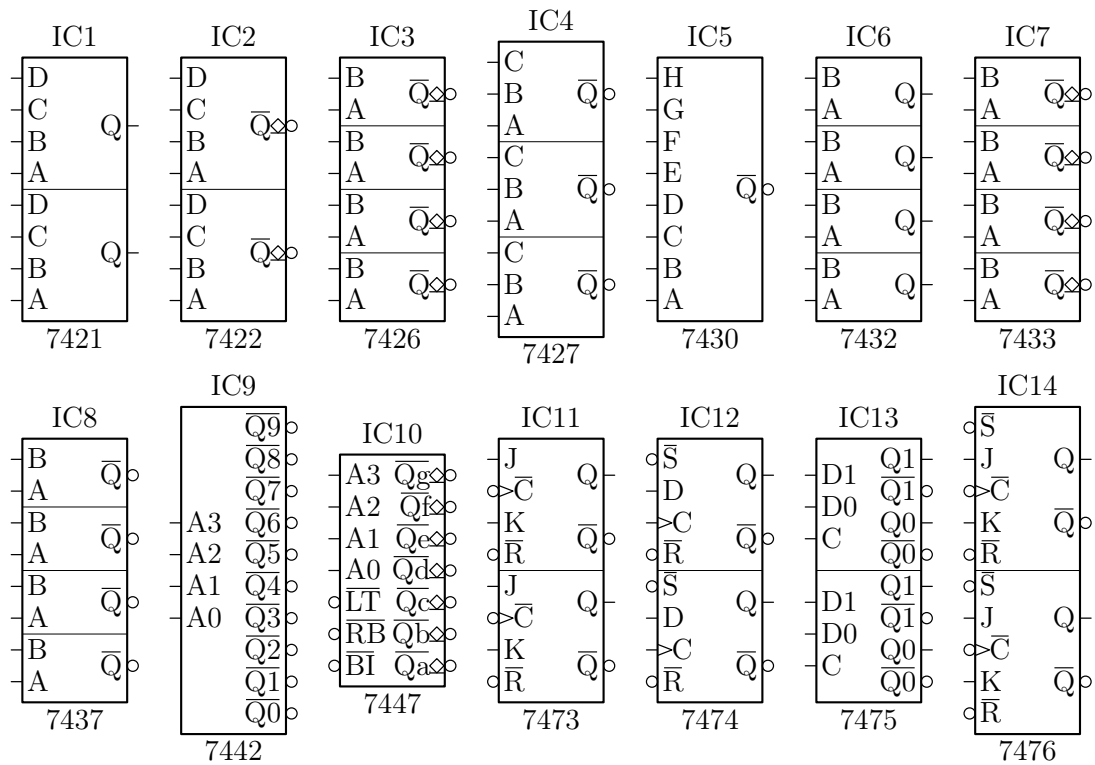 IC1
D
C
Q
B
A
D
C
Q
B
A
7421
IC2
D
C
Q̅
B
A
D
C
Q̅
B
A
7422
IC3
B
Q̅
A
B
Q̅
A
B
Q̅
A
B
Q̅
A
7426
IC4
C
B Q̅
A
C
B Q̅
A
C
B Q̅
A
7427
IC5
H
G
F
E
Q̅
D
C
B
A
7430
IC6
B
Q
A
B
Q
A
B
Q
A
B
Q
A
7432
IC7
B
Q̅
A
B
Q̅
A
B
Q̅
A
B
Q̅
A
7433
IC8
B
Q̅
A
B
Q̅
A
B
Q̅
A
B
Q̅
A
7437
IC9
Q̅9̅
Q̅8̅
Q̅7̅
A3 Q̅6̅
A2 Q̅5̅
A1 Q̅4̅
A0 Q̅3̅
Q̅2̅
Q̅1̅
Q̅0̅
7442
IC10
A3 Q̅g̅
A2 Q̅f̅
A1 Q̅e̅
A0 Q̅d̅
L̅T̅ Q̅c̅
R̅B̅ Q̅b̅
B̅I̅ Q̅a̅
7447
IC11
J
Q
C̅
K
Q̅
R̅
J
Q
C̅
K
Q̅
R̅
7473
IC12
S̅
Q
D
C
Q̅
R̅
S̅
Q
D
C
Q̅
R̅
7474
IC13
Q1
D1
Q̅1̅
D0
Q0
C
Q̅0̅
Q1
D1
Q̅1̅
D0
Q0
C
Q̅0̅
7475
IC14
S̅
J Q
C̅
K Q̅
R̅
S̅
J Q
C̅
K Q̅
R̅
7476